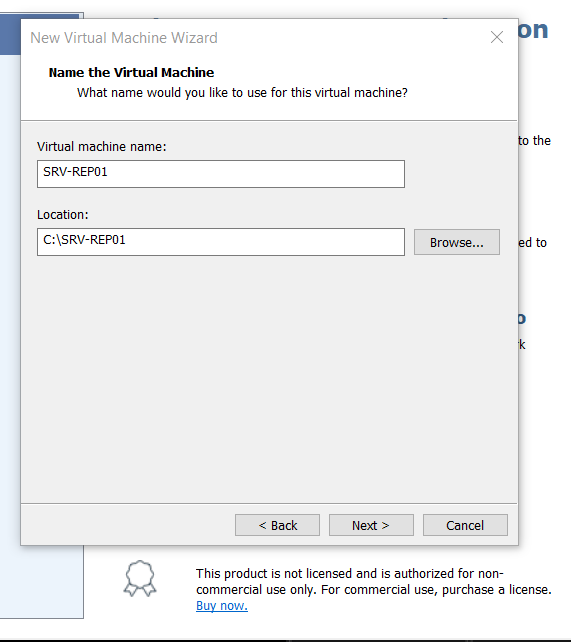 on
New Virtual Machine Wizard
Name the Virtual Machine
What name would you like to use for this virtual machine?
to the
Virtual machine name:
SRV-REP01
Location:
C:\SRV-REP01
Browse...
ed to
o
rk
< Back
Next >
Cancel
This product is not licensed and is authorized for non-
commercial use only. For commercial use, purchase a license.
Buy now.